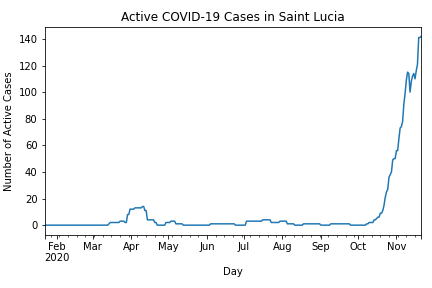 Active COVID-19 Cases in Saint Lucia
140
120
100
80
60
40
20
0
Number of Active Cases
Feb Mar Apr May Jun Jul Aug Sep Oct Nov
2020
Day